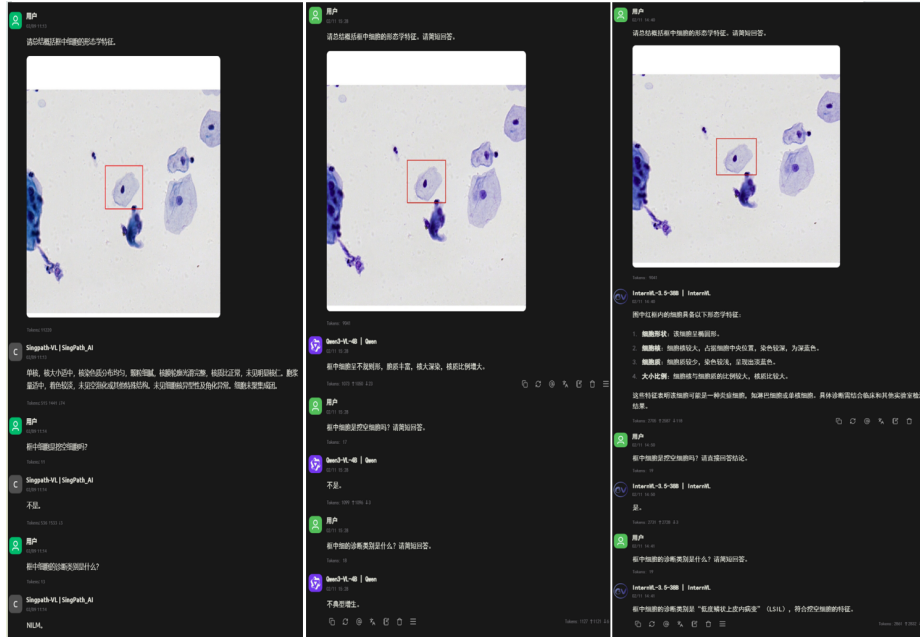 用户
02/09 11:13
请总结概括框中细胞的形态学特征。
Singpath-VL | SingPath_AI
单核，核大小适中，核染色质分布均匀，颗粒细腻，核膜轮廓光滑完整，核质比正常，未见明显核仁。胞浆
量适中，着色较淡，未见空泡化或其他特殊结构。未见细胞核异型性及角化异常。细胞未聚集成团。
用户
框中细胞是挖空细胞吗?
Singpath-VL | SingPath_AI
不是。
用户
框中细胞的诊断类别是什么?
Singpath-VL | SingPath_AI
NILM。
用户
请总结概括框中细胞的形态学特征。请简短回答。
Qwen3-VL-4B | Qwen
框中细胞呈不规则形，胞质丰富，核大深染，核质比例增大。
用户
框中细胞是挖空细胞吗? 请简短回答。
Qwen3-VL-4B | Qwen
不是。
用户
框中细的诊断类别是什么? 请简短回答。
Qwen3-VL-4B | Qwen
不典型增生。
用户
请总结概括框中细胞的形态学特征。请简短回答。
InternVL-3.5-38B | InternVL
图中红框内的细胞具备以下形态学特征：
1. 细胞形状：该细胞呈椭圆形。
2. 细胞核：细胞核较大，占据细胞中央位置，染色较深，为深蓝色。
3. 细胞质：细胞质较少，染色较浅，呈现出淡蓝色。
4. 大小比例：细胞核与细胞质的比例较大，核质比大。
这些特征表明该细胞可能是一种炎症细胞，如淋巴细胞或单核细胞。具体诊断需结合临床和其他实验室检
结果。
用户
框中细胞是挖空细胞吗? 请直接回答结论。
InternVL-3.5-38B | InternVL
是。
用户
框中细胞的诊断类别是什么? 请简短回答。
InternVL-3.5-38B | InternVL
框中细胞的诊断类别是“低度鳞状上皮内病变”（LSIL），符合挖空细胞的特征。